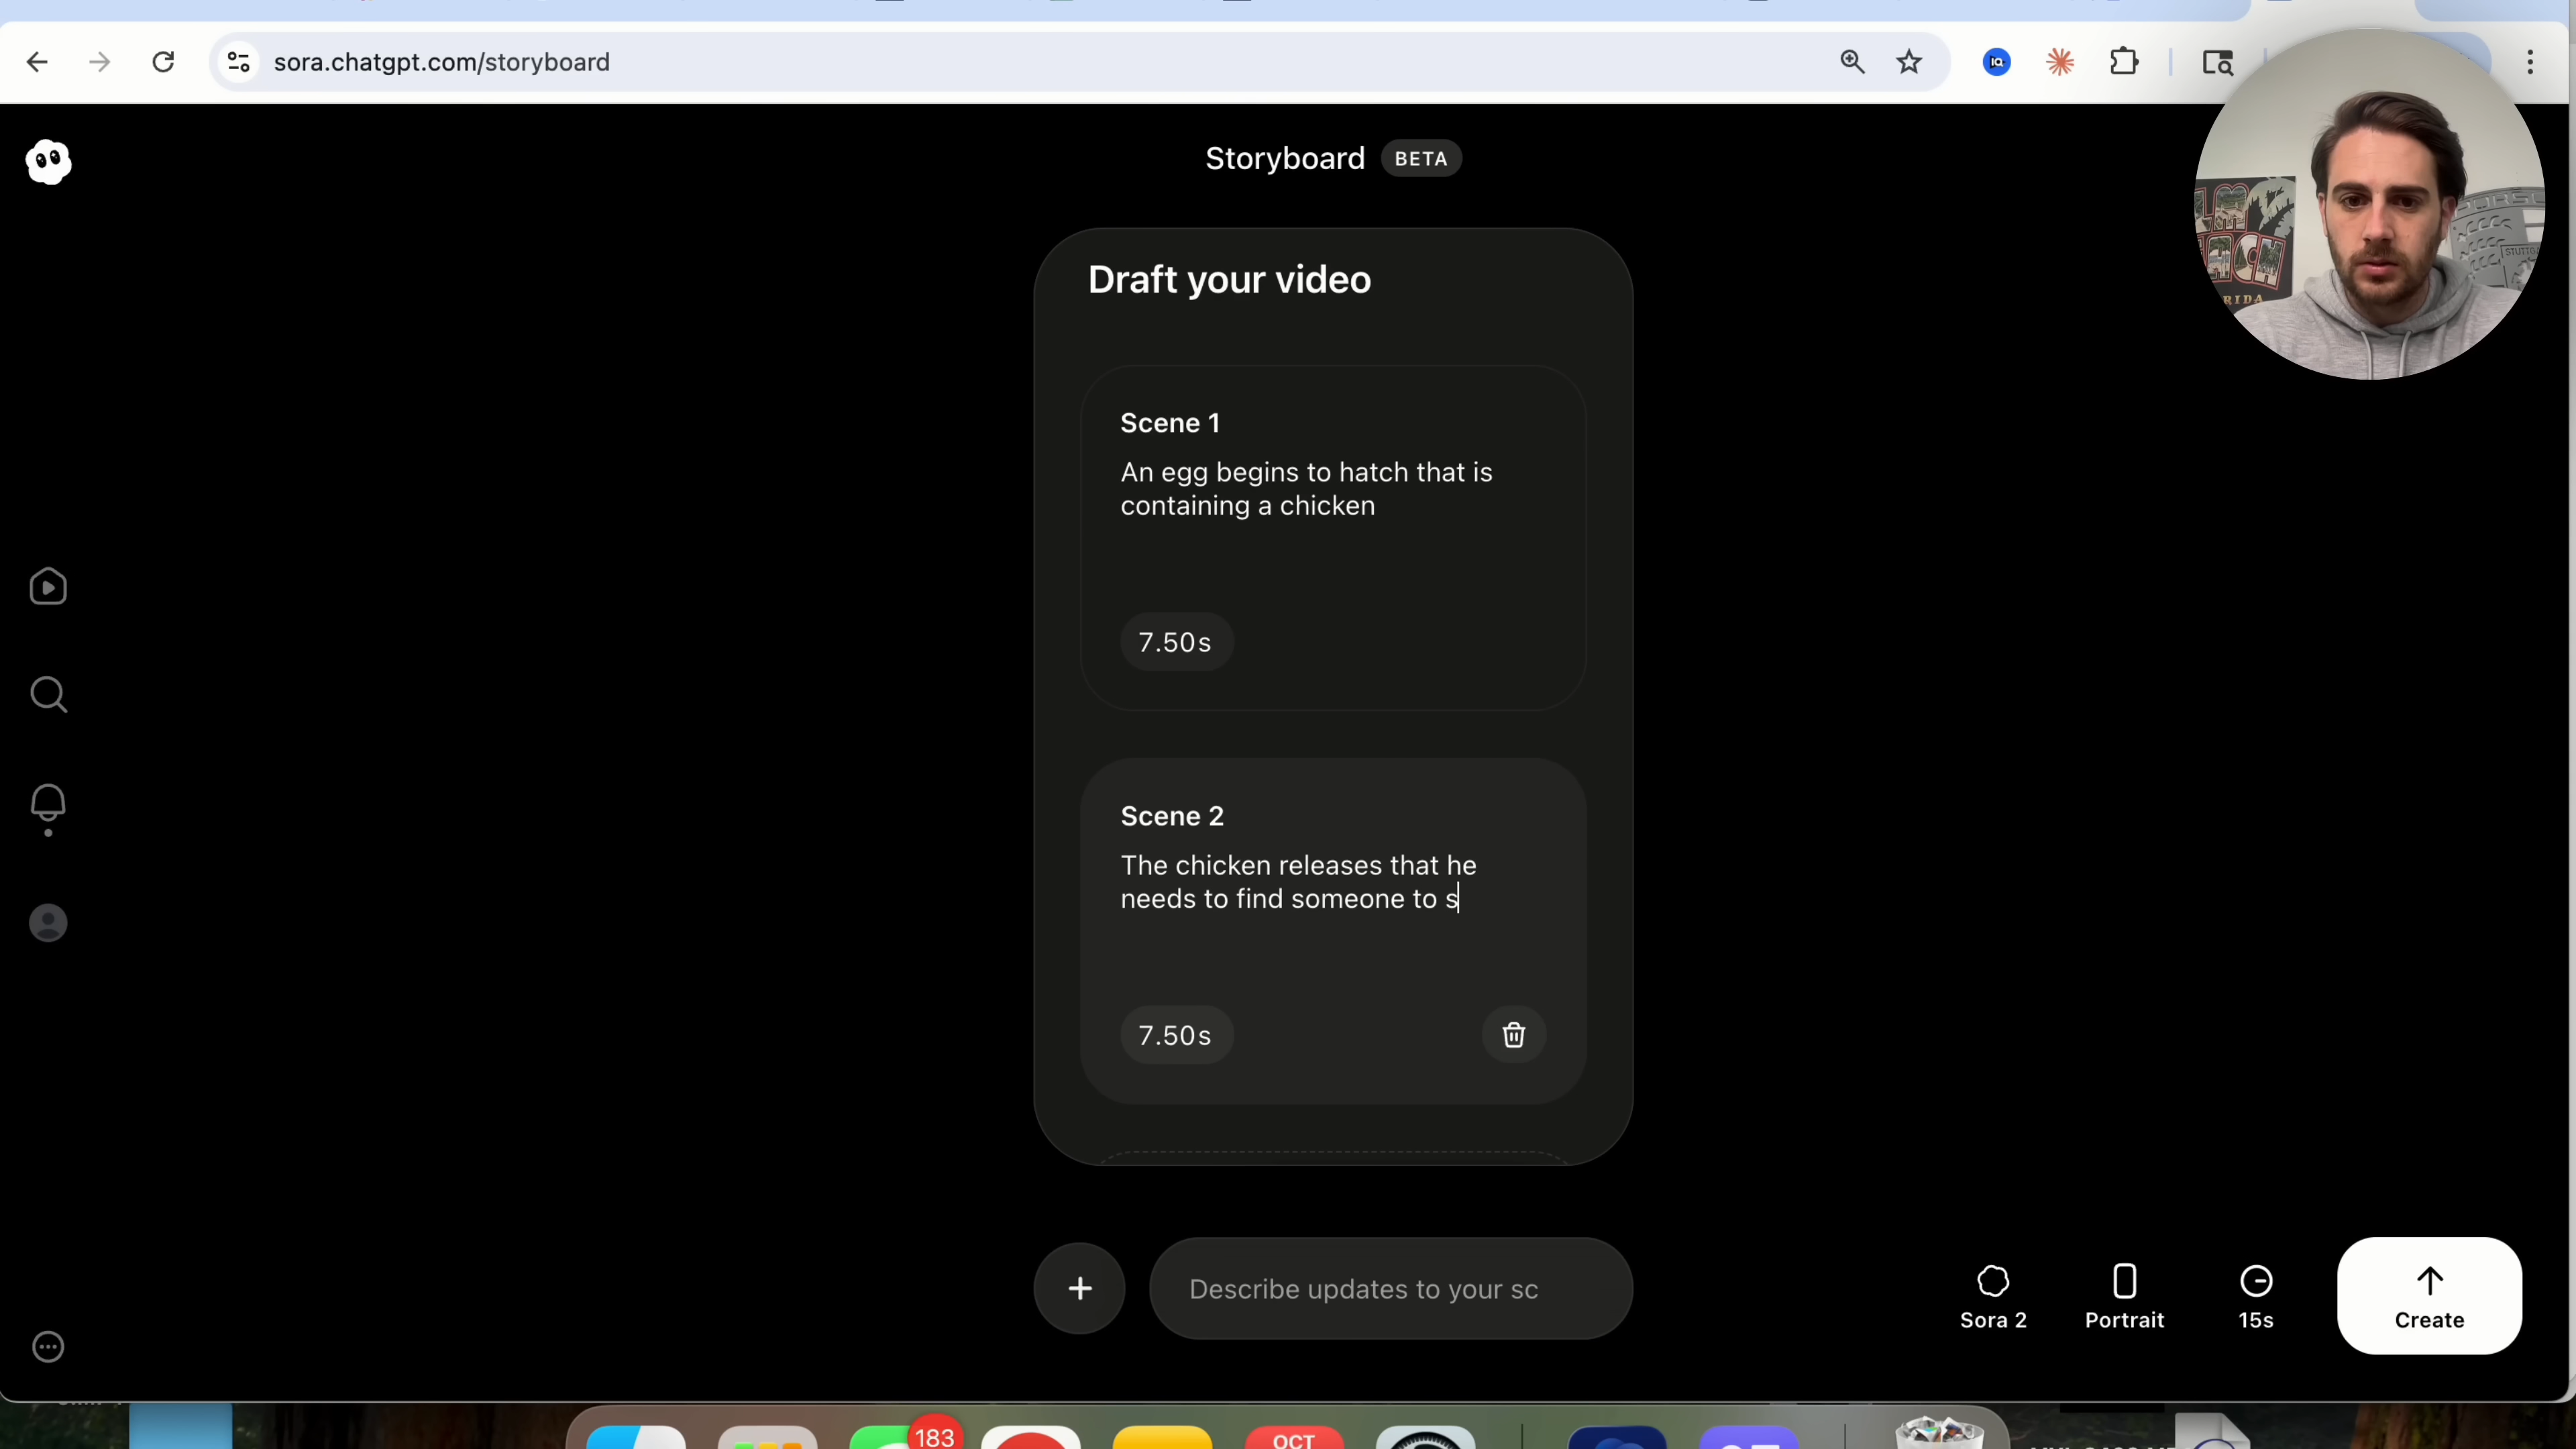 sora.chatgpt.com/storyboard
IQ
Storyboard BETA
Draft your video
Scene 1
An egg begins to hatch that is
containing a chicken
7.50s
Scene 2
The chicken releases that he
needs to find someone to s
7.50s
Describe updates to your sc
Sora 2
Portrait
15s
Create
183
OCT